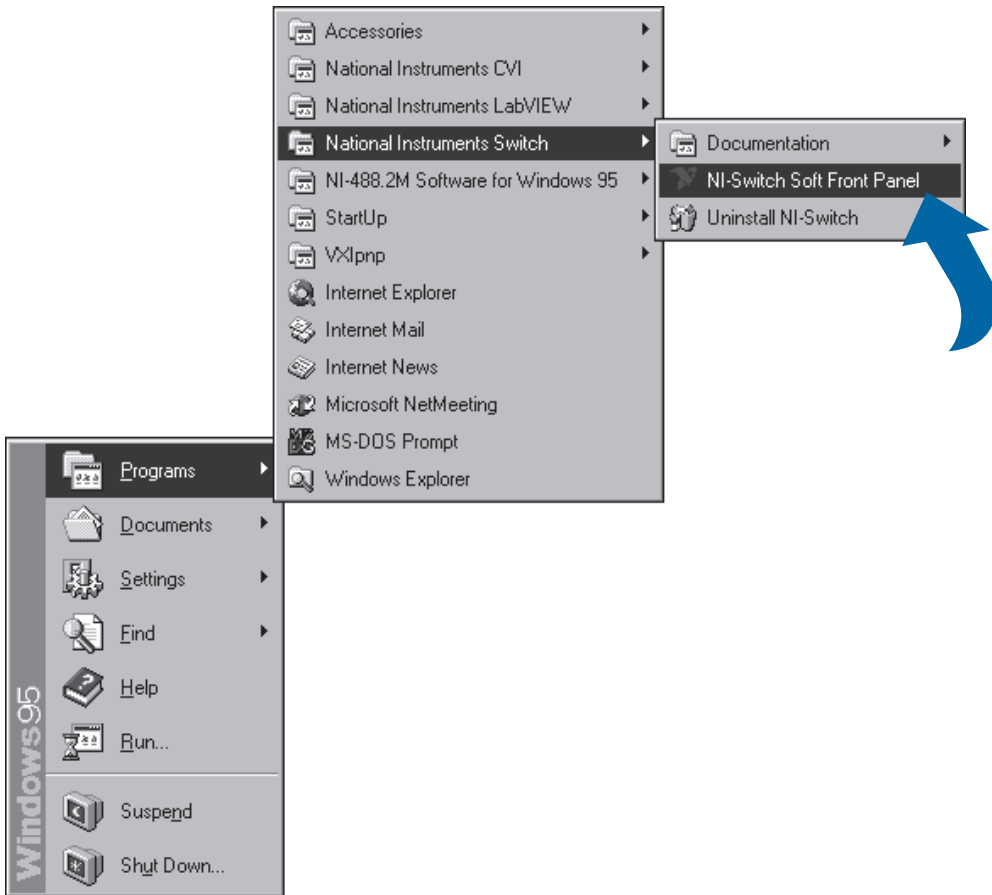 Accessories
National Instruments CVI
National Instruments LabVIEW
National Instruments Switch
NI-488.2M Software for Windows 95
StartUp
VXIpnp
Internet Explorer
Internet Mail
Internet News
Microsoft NetMeeting
MS-DOS Prompt
Windows Explorer
Documentation
NI-Switch Soft Front Panel
Uninstall NI-Switch
Programs
Documents
Settings
Find
Help
Run...
Suspend
Shut Down...
Windows95